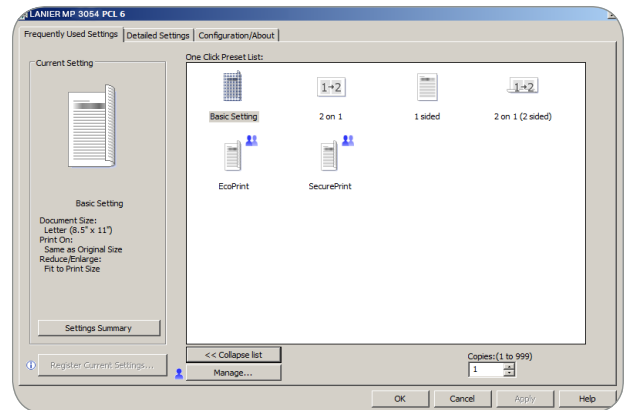 LANIER MP 3054 PCL 6
Frequently Used Settings Detailed Settings Configuration/About
Current Setting
One Click Preset List:
1→2
1→2
Basic Setting 2 on 1 1 sided 2 on 1 (2 sided)
EcoPrint SecurePrint
Basic Setting
Document Size:
Letter (8.5" x 11")
Print On:
Same as Original Size
Reduce/Enlarge:
Fit to Print Size
Settings Summary
Register Current Settings...
<< Collapse list
Manage...
Copies:(1 to 999)
1
OK Cancel Apply Help